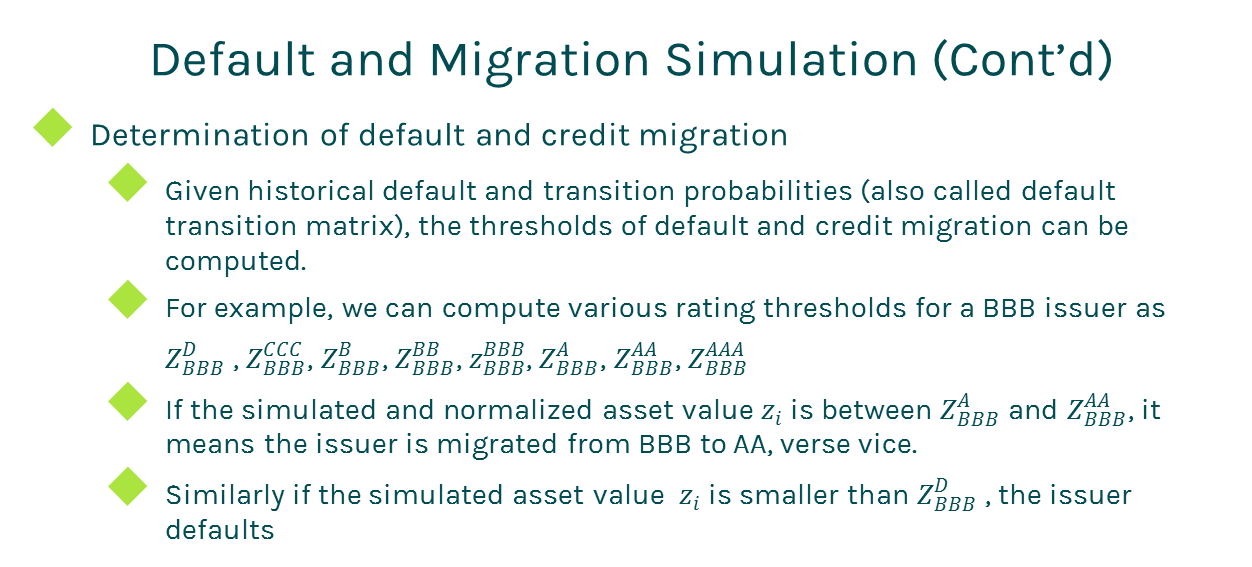 Default and Migration Simulation (Cont’d)
Determination of default and credit migration
Given historical default and transition probabilities (also called default
transition matrix), the thresholds of default and credit migration can be
computed.
For example, we can compute various rating thresholds for a BBB issuer as
$Z_{BBB}^{D}$ , $Z_{BBB}^{CCC}$, $Z_{BBB}^{B}$, $Z_{BBB}^{BB}$, $z_{BBB}^{BBB}$, $Z_{BBB}^{A}$, $Z_{BBB}^{AA}$, $Z_{BBB}^{AAA}$
If the simulated and normalized asset value $z_i$ is between $Z_{BBB}^{A}$ and $Z_{BBB}^{AA}$, it
means the issuer is migrated from BBB to AA, verse vice.
Similarly if the simulated asset value $z_i$ is smaller than $Z_{BBB}^{D}$ , the issuer
defaults